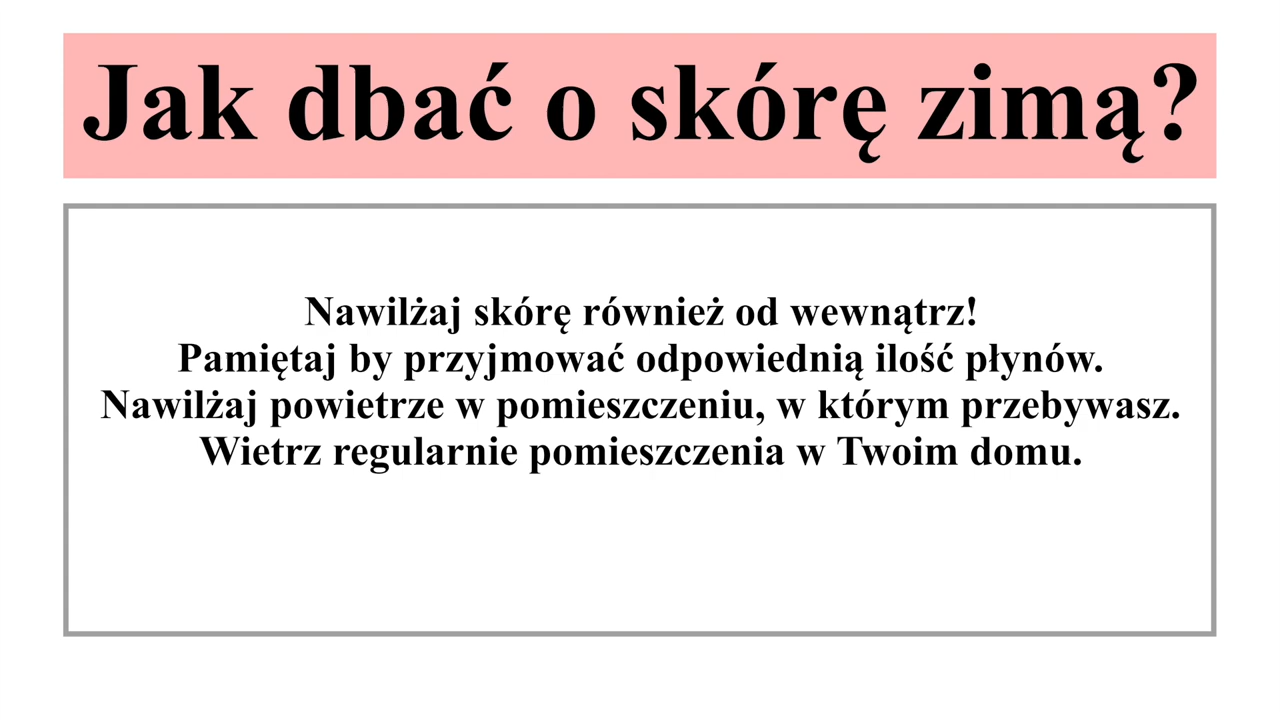 Jak dbać o skórę zimą?
Nawilżaj skórę również od wewnątrz!
Pamiętaj by przyjmować odpowiednią ilość płynów.
Nawilżaj powietrze w pomieszczeniu, w którym przebywasz.
Wietrz regularnie pomieszczenia w Twoim domu.